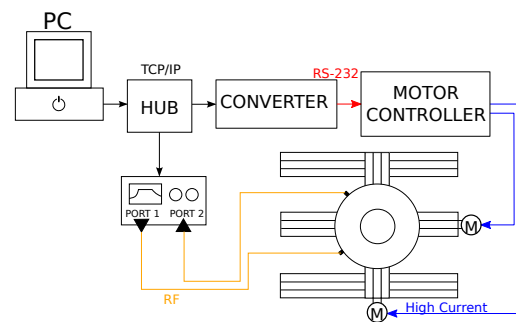 PC
TCP/IP
HUB
CONVERTER
RS-232
MOTOR
CONTROLLER
PORT 1
PORT 2
RF
M
M
High Current